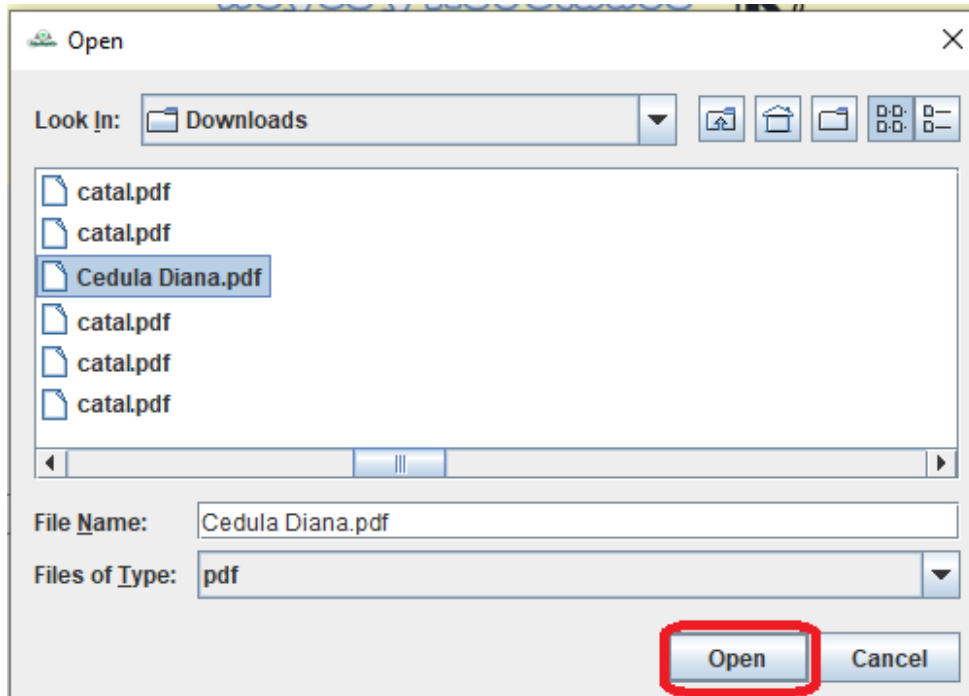 Open
Look In: Downloads
catal.pdf
catal.pdf
Cedula Diana.pdf
catal.pdf
catal.pdf
catal.pdf
File Name: Cedula Diana.pdf
Files of Type: pdf
Open Cancel